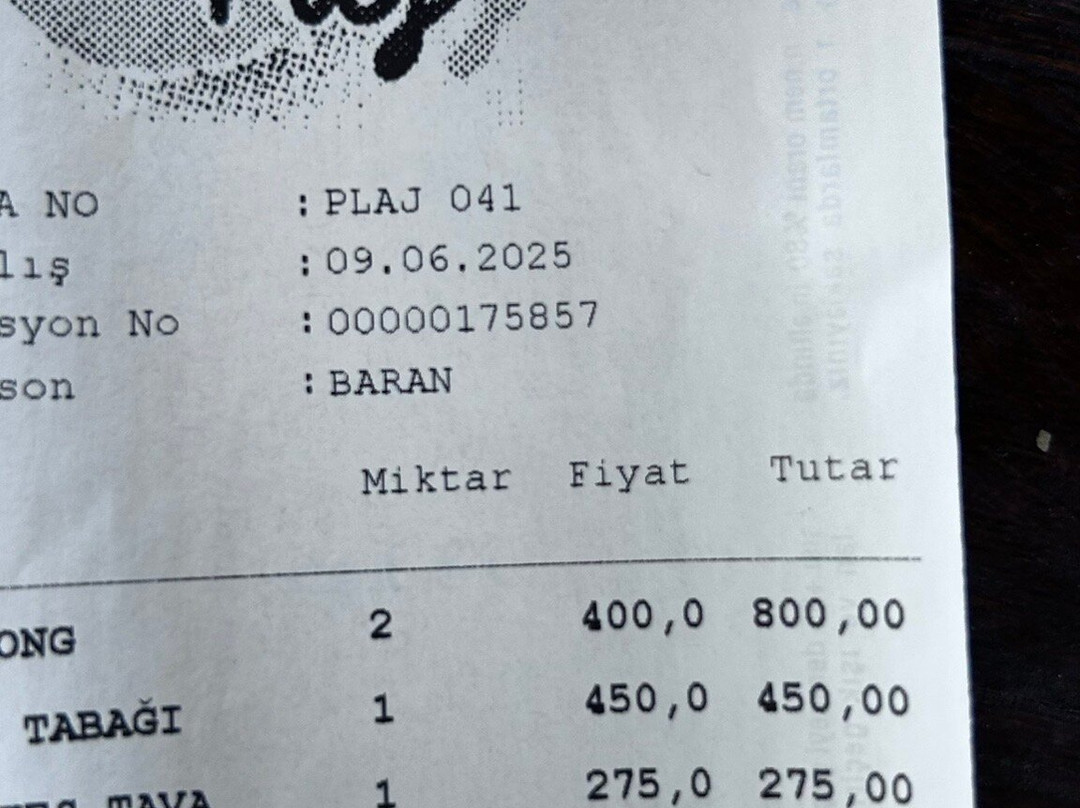 A NO : PLAJ 041
lış : 09.06.2025
syon No : 00000175857
son : BARAN
Miktar Fiyat Tutar
ONG 2 400,0 800,00
TABAĞI 1 450,0 450,00
TAVA 1 275,0 275,00